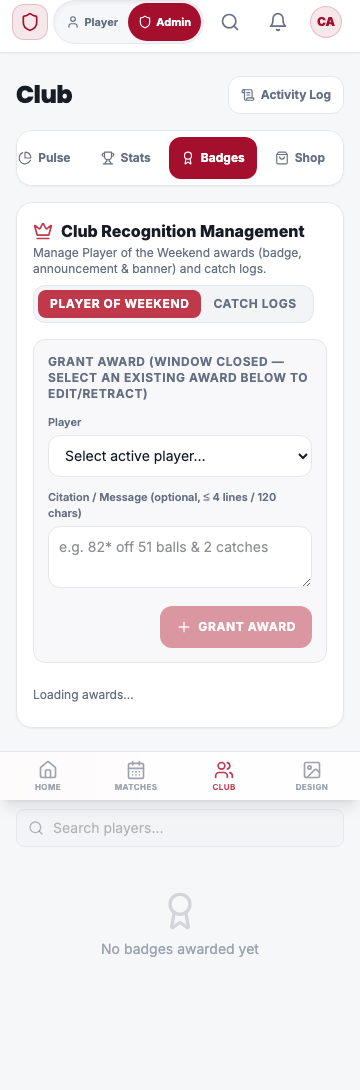 Player
Admin
CA
Club
Activity Log
Pulse
Stats
Badges
Shop
Club Recognition Management
Manage Player of the Weekend awards (badge,
announcement & banner) and catch logs.
PLAYER OF WEEKEND
CATCH LOGS
GRANT AWARD (WINDOW CLOSED —
SELECT AN EXISTING AWARD BELOW TO
EDIT/RETRACT)
Player
Select active player...
Citation / Message (optional, ≤ 4 lines / 120
chars)
e.g. 82* off 51 balls & 2 catches
GRANT AWARD
Loading awards...
HOME
MATCHES
CLUB
DESIGN
Search players...
No badges awarded yet